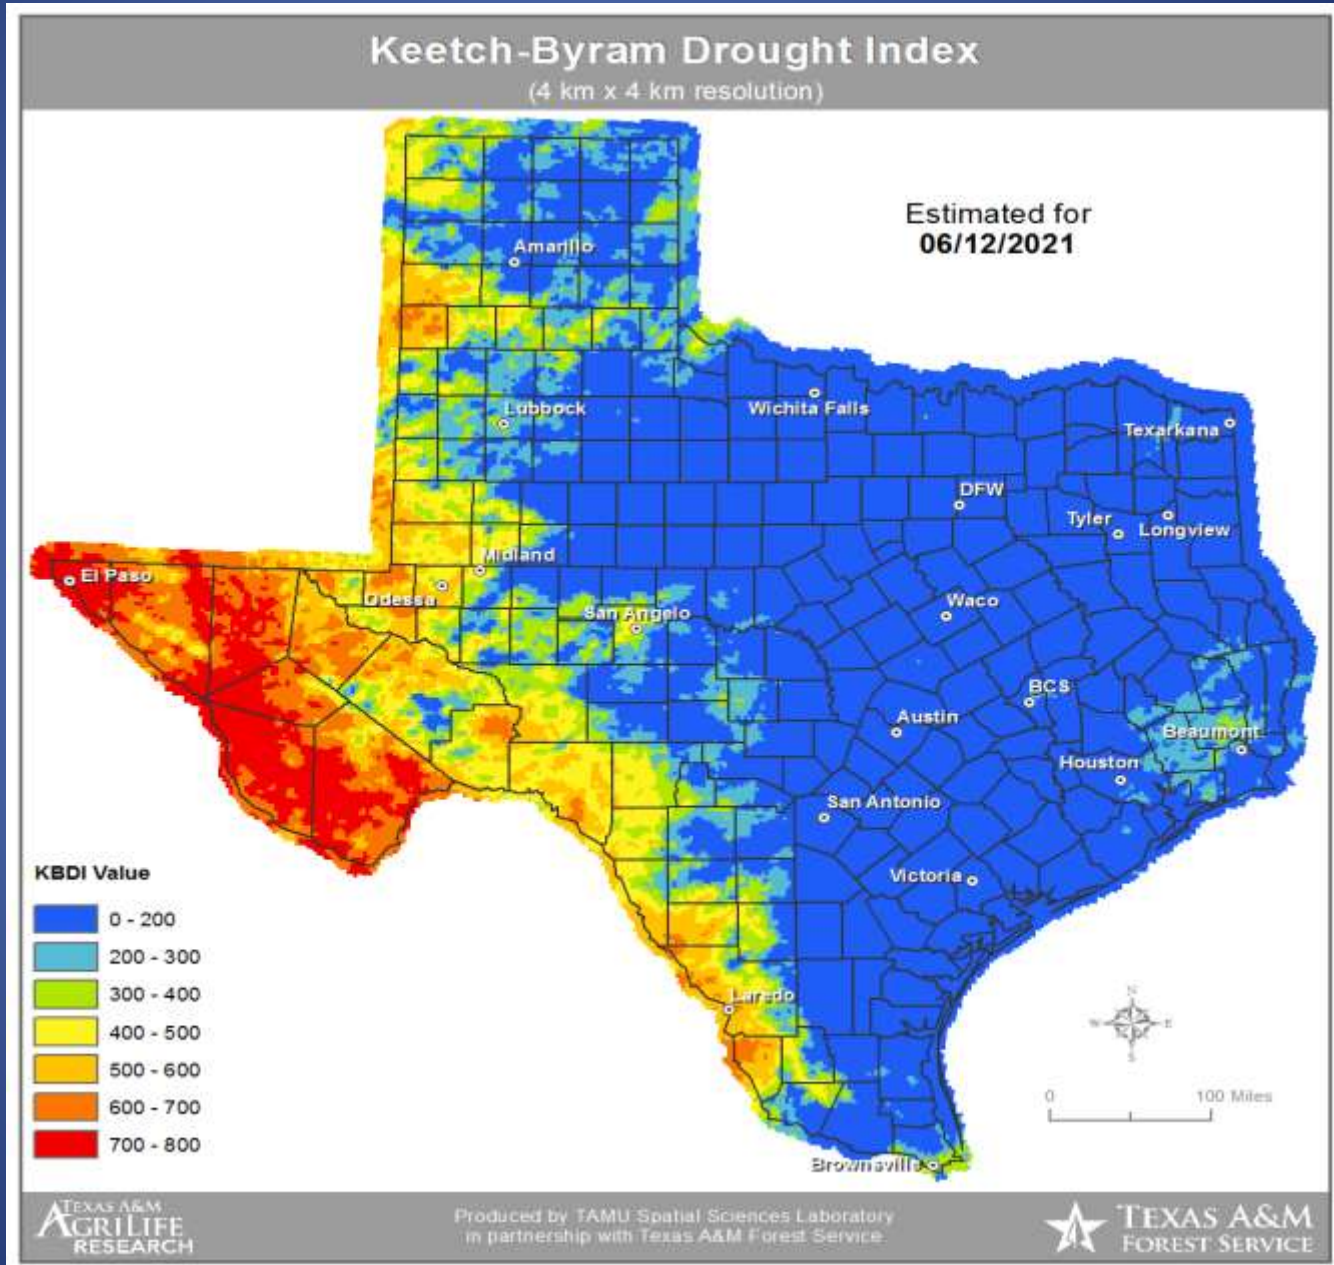 Keetch-Byram Drought Index
(4 km x 4 km resolution)
Estimated for
06/12/2021
Amarillo
Lubbock
Wichita Falls
Texarkana
DFW
Tyler
Longview
Midland
El Paso
Odessa
San Angelo
Waco
BCS
Austin
Beaumont
Houston
San Antonio
Victoria
Laredo
Brownsville
KBDI Value
0 - 200
200 - 300
300 - 400
400 - 500
500 - 600
600 - 700
700 - 800
N
W
E
S
0 100 Miles
TEXAS A&M
AGRILIFE
RESEARCH
Produced by TAMU Spatial Sciences Laboratory
in partnership with Texas A&M Forest Service
TEXAS A&M
FOREST SERVICE